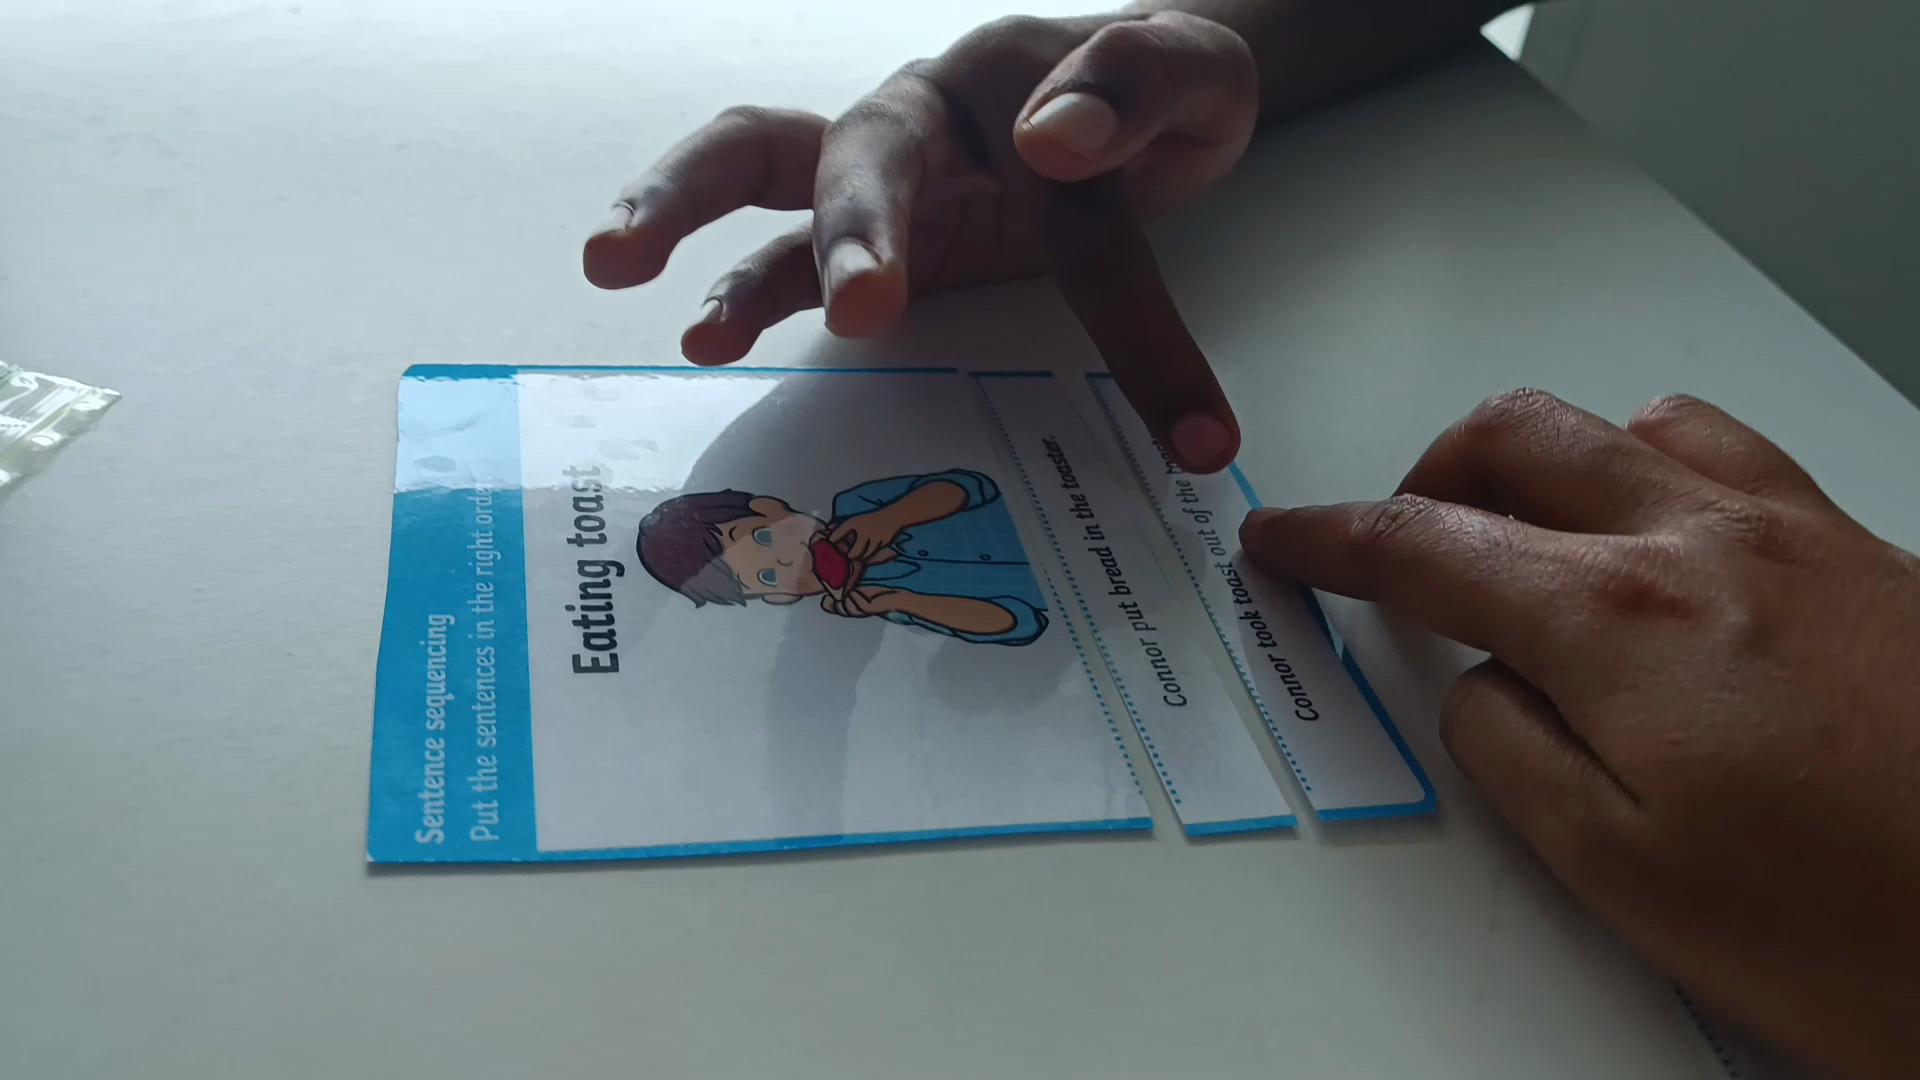 Sentence sequencing
Put the sentences in the right order
Eating toast
Connor put bread in the toaster.
Connor took toast out of the